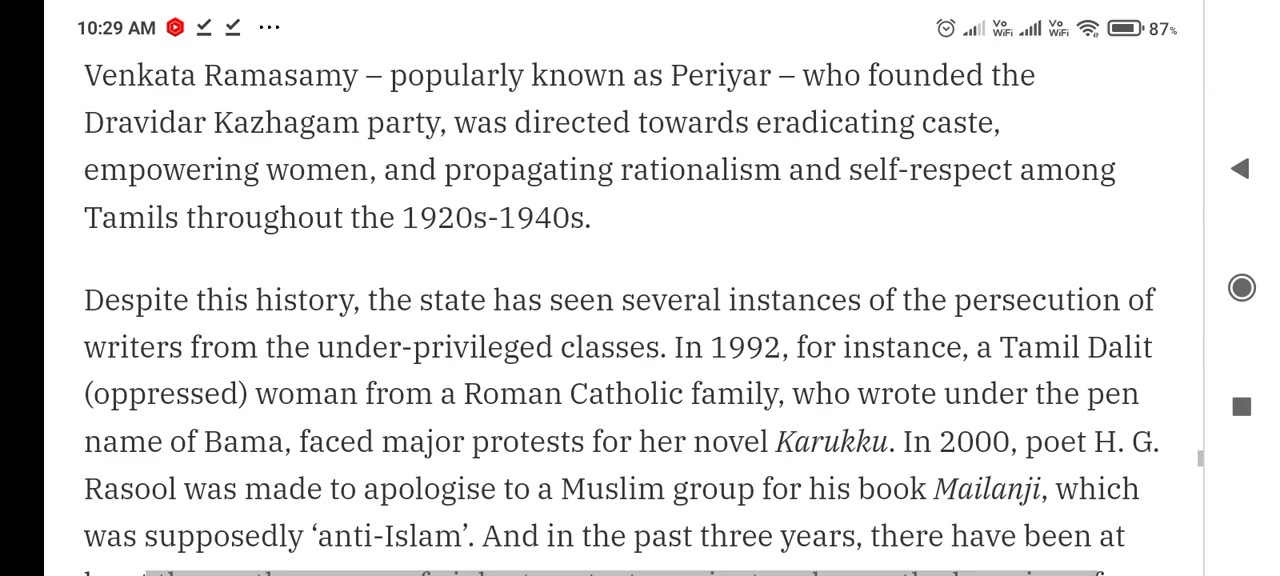 10:29 AM
Vo WiFi Vo WiFi 87%
Venkata Ramasamy – popularly known as Periyar – who founded the
Dravidar Kazhagam party, was directed towards eradicating caste,
empowering women, and propagating rationalism and self-respect among
Tamils throughout the 1920s-1940s.
Despite this history, the state has seen several instances of the persecution of
writers from the under-privileged classes. In 1992, for instance, a Tamil Dalit
(oppressed) woman from a Roman Catholic family, who wrote under the pen
name of Bama, faced major protests for her novel Karukku. In 2000, poet H. G.
Rasool was made to apologise to a Muslim group for his book Mailanji, which
was supposedly ‘anti-Islam’. And in the past three years, there have been at